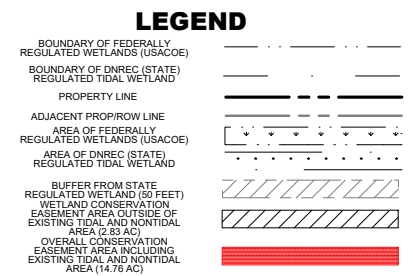 LEGEND
BOUNDARY OF FEDERALLY
REGULATED WETLANDS (USACOE)
BOUNDARY OF DNREC (STATE)
REGULATED TIDAL WETLAND
PROPERTY LINE
ADJACENT PROP/ROW LINE
AREA OF FEDERALLY
REGULATED WETLANDS (USACOE)
AREA OF DNREC (STATE)
REGULATED TIDAL WETLAND
BUFFER FROM STATE
REGULATED WETLAND (50 FEET)
WETLAND CONSERVATION
EASEMENT AREA OUTSIDE OF
EXISTING TIDAL AND NONTIDAL
AREA (2.83 AC)
OVERALL CONSERVATION
EASEMENT AREA INCLUDING
EXISTING TIDAL AND NONTIDAL
AREA (14.76 AC)